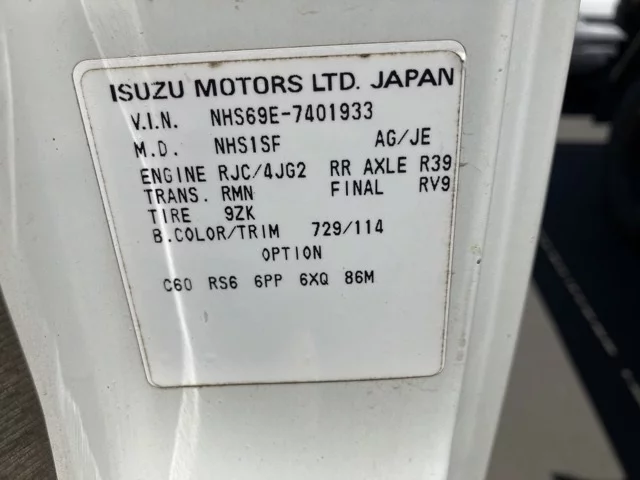 ISUZU MOTORS LTD. JAPAN
V.I.N. NHS69E-7401933
M.D. NHS1SF AG/JE
ENGINE RJC/4JG2 RR AXLE R39
TRANS. RMN FINAL RV9
TIRE 9ZK
B.COLOR/TRIM 729/114
OPTION
C60 RS6 6PP 6XQ 86M